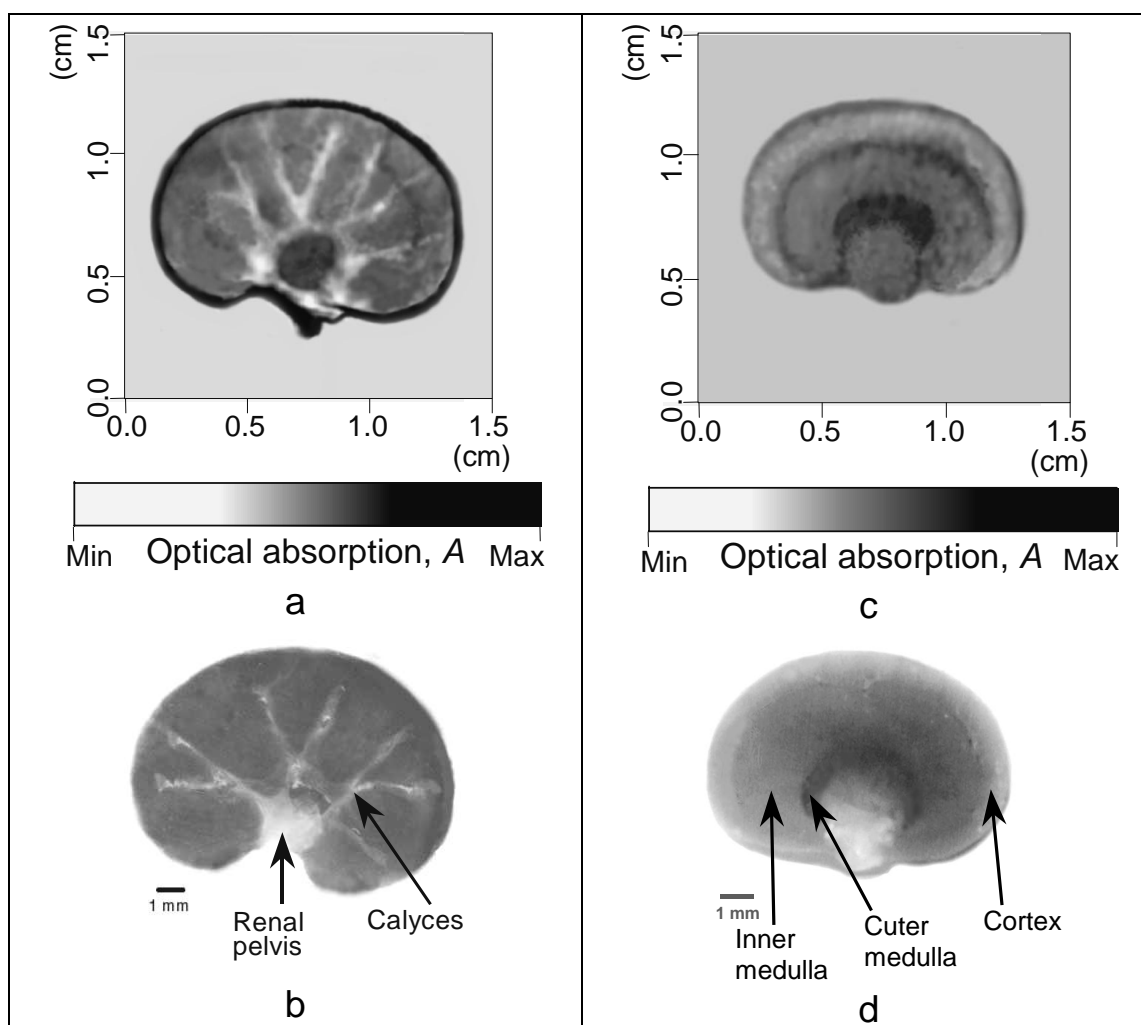 (cm)
1.5
1.0
0.5
0.0
0.0 0.5 1.0 1.5
(cm)
Min Optical absorption, A Max
a
1 mm
Renal
pelvis
Calyces
b
(cm)
1.5
1.0
0.5
0.0
0.0 0.5 1.0 1.5
(cm)
Min Optical absorption, A Max
c
1 mm
Inner
medulla
Cuter
medulla
Cortex
d